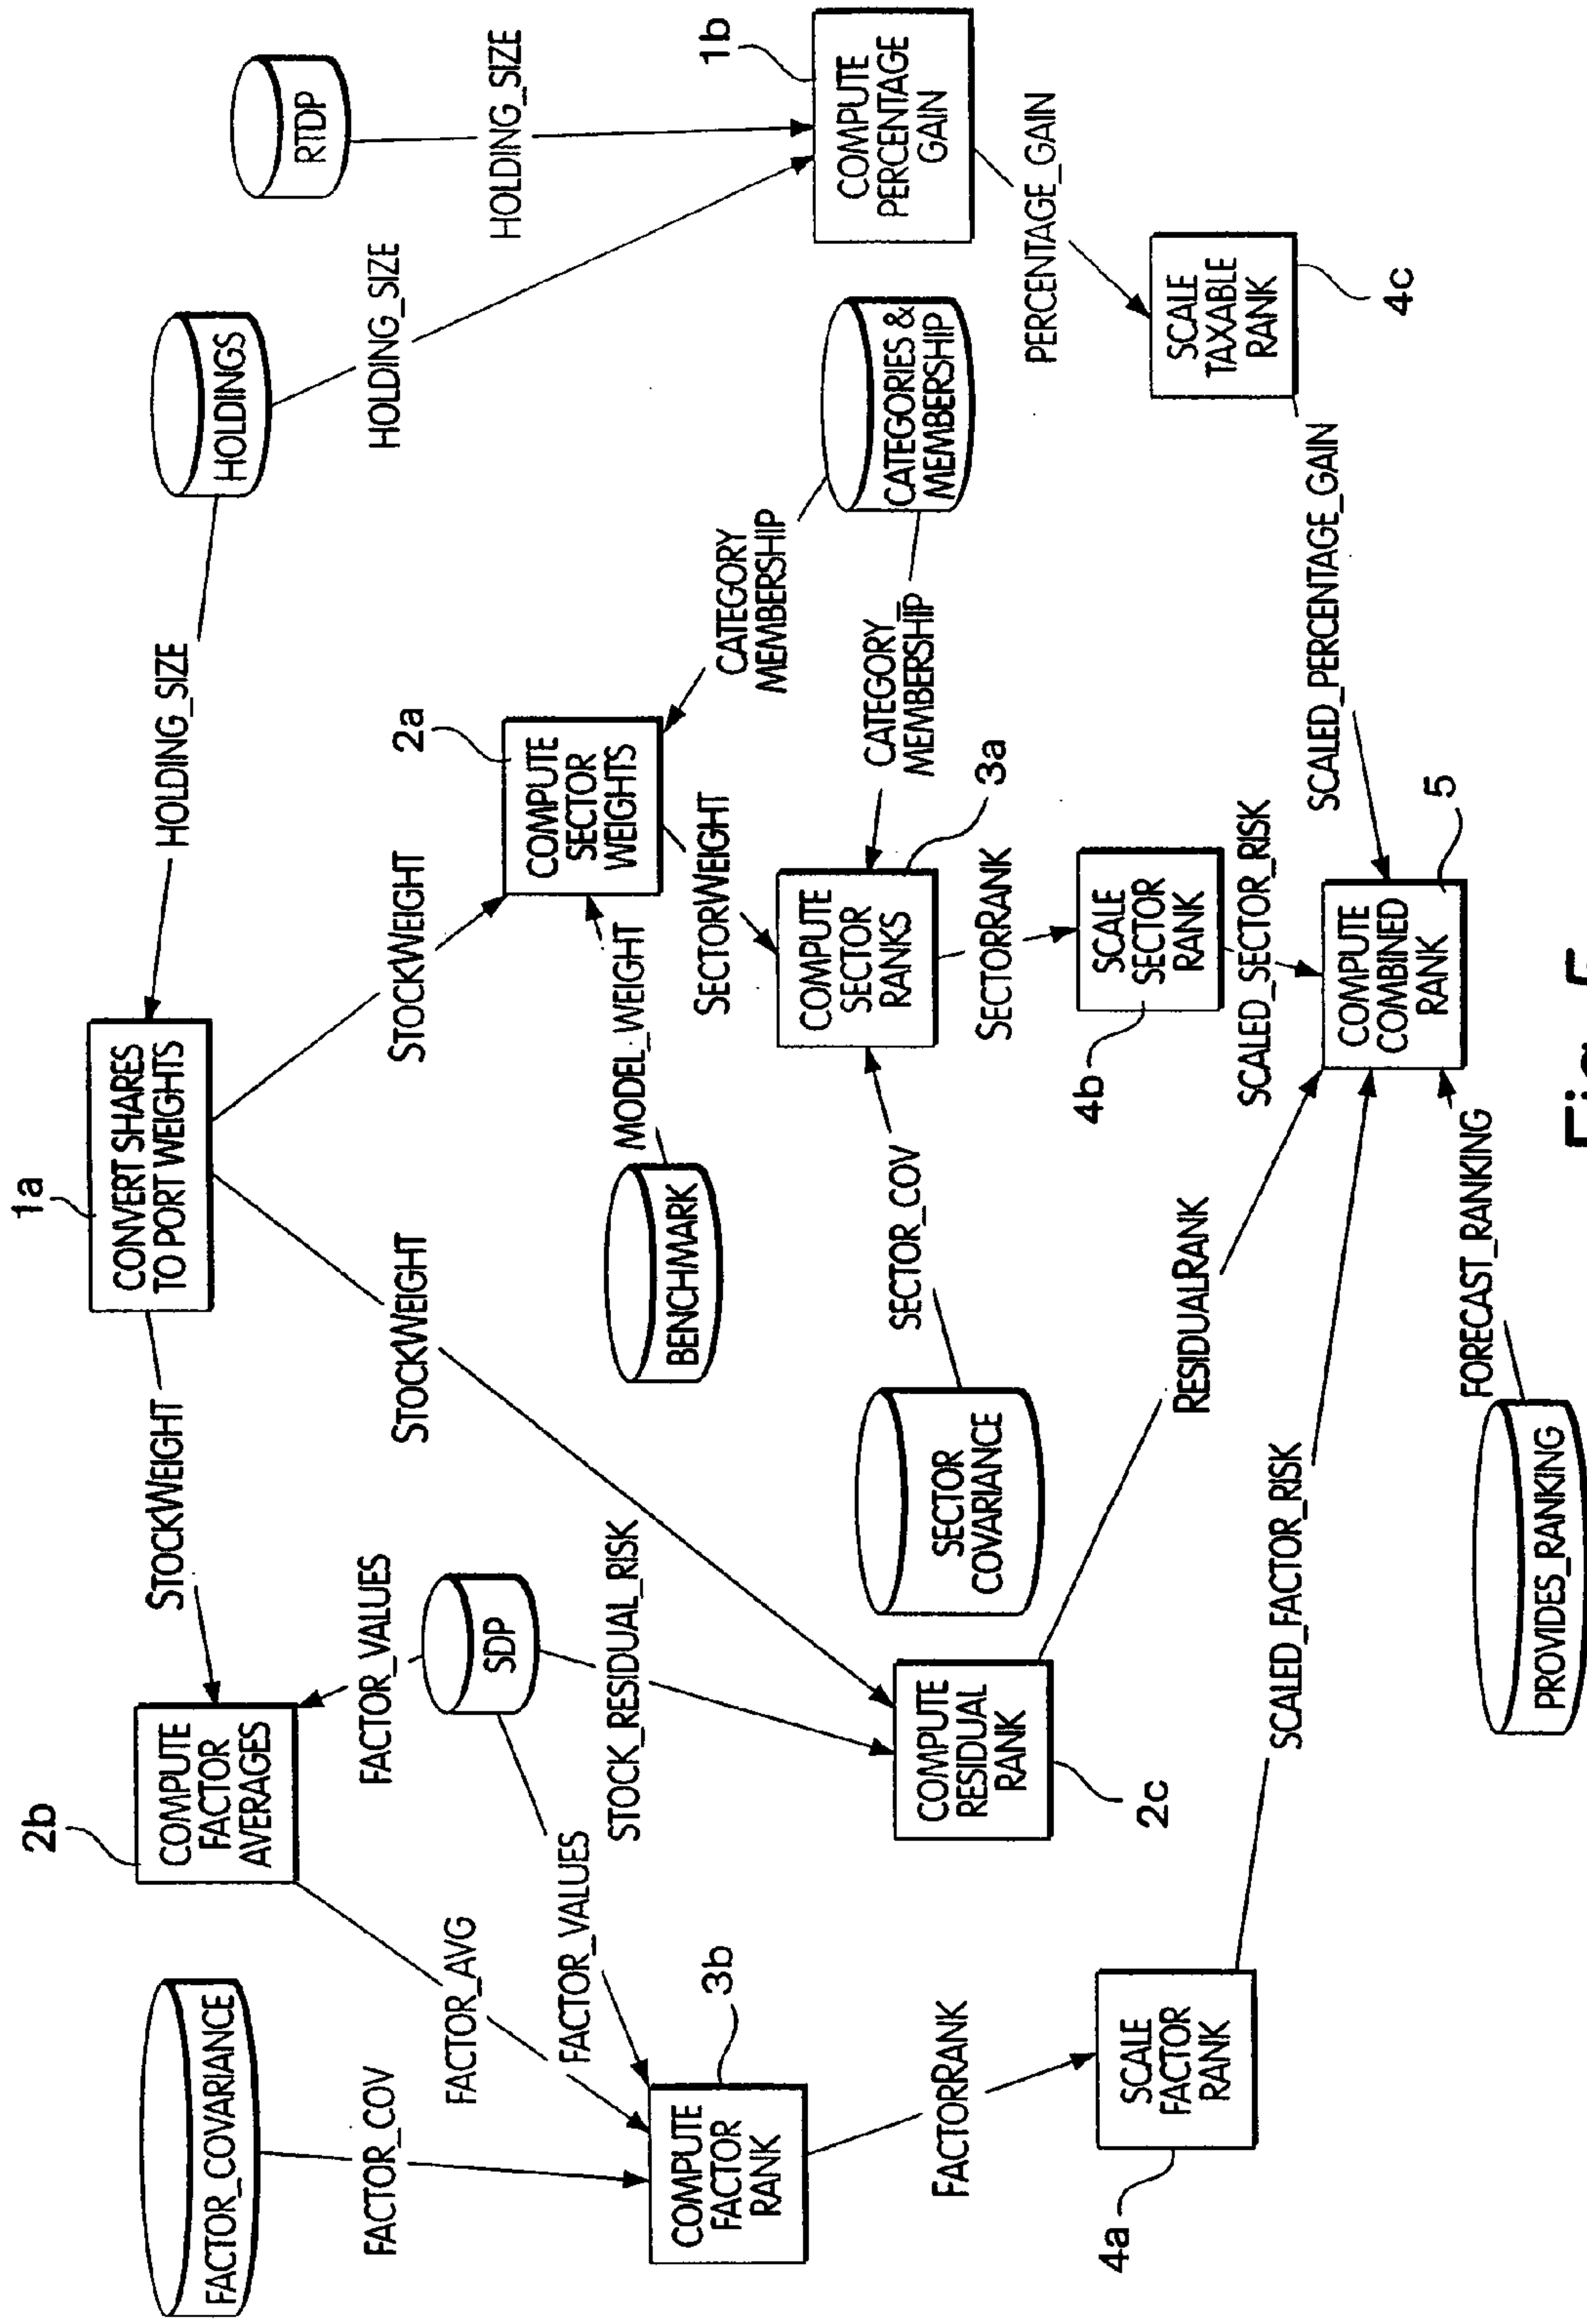 1a
CONVERT SHARES
TO PORT WEIGHTS
HOLDING_SIZE
HOLDINGS
RTDP
HOLDING_SIZE
HOLDING_SIZE
1b
COMPUTE
PERCENTAGE
GAIN
PERCENTAGE_GAIN
SCALE
TAXABLE
RANK
4c
SCALED_PERCENTAGE_GAIN
STOCKWEIGHT
2b
COMPUTE
FACTOR
AVERAGES
FACTOR_VALUES
SDP
FACTOR_COVARIANCE
FACTOR_COV
FACTOR_AVG
FACTOR_VALUES
STOCK_RESIDUAL_RISK
STOCKWEIGHT
STOCKWEIGHT
2a
COMPUTE
SECTOR
WEIGHTS
CATEGORY
MEMBERSHIP
CATEGORIES &
MEMBERSHIP
BENCHMARK
MODEL_WEIGHT
SECTORWEIGHT
CATEGORY_
MEMBERSHIP
3b
COMPUTE
FACTOR
RANK
COMPUTE
RESIDUAL
RANK
2c
SECTOR
COVARIANCE
SECTOR_COV
COMPUTE
SECTOR
RANKS
3a
SECTORRANK
FACTORRANK
4a
SCALE
FACTOR
RANK
4b
SCALE
SECTOR
RANK
RESIDUALRANK
SCALED_SECTOR_RISK
SCALED_FACTOR_RISK
COMPUTE
COMBINED
RANK
5
FORECAST_RANKING
PROVIDES_RANKING